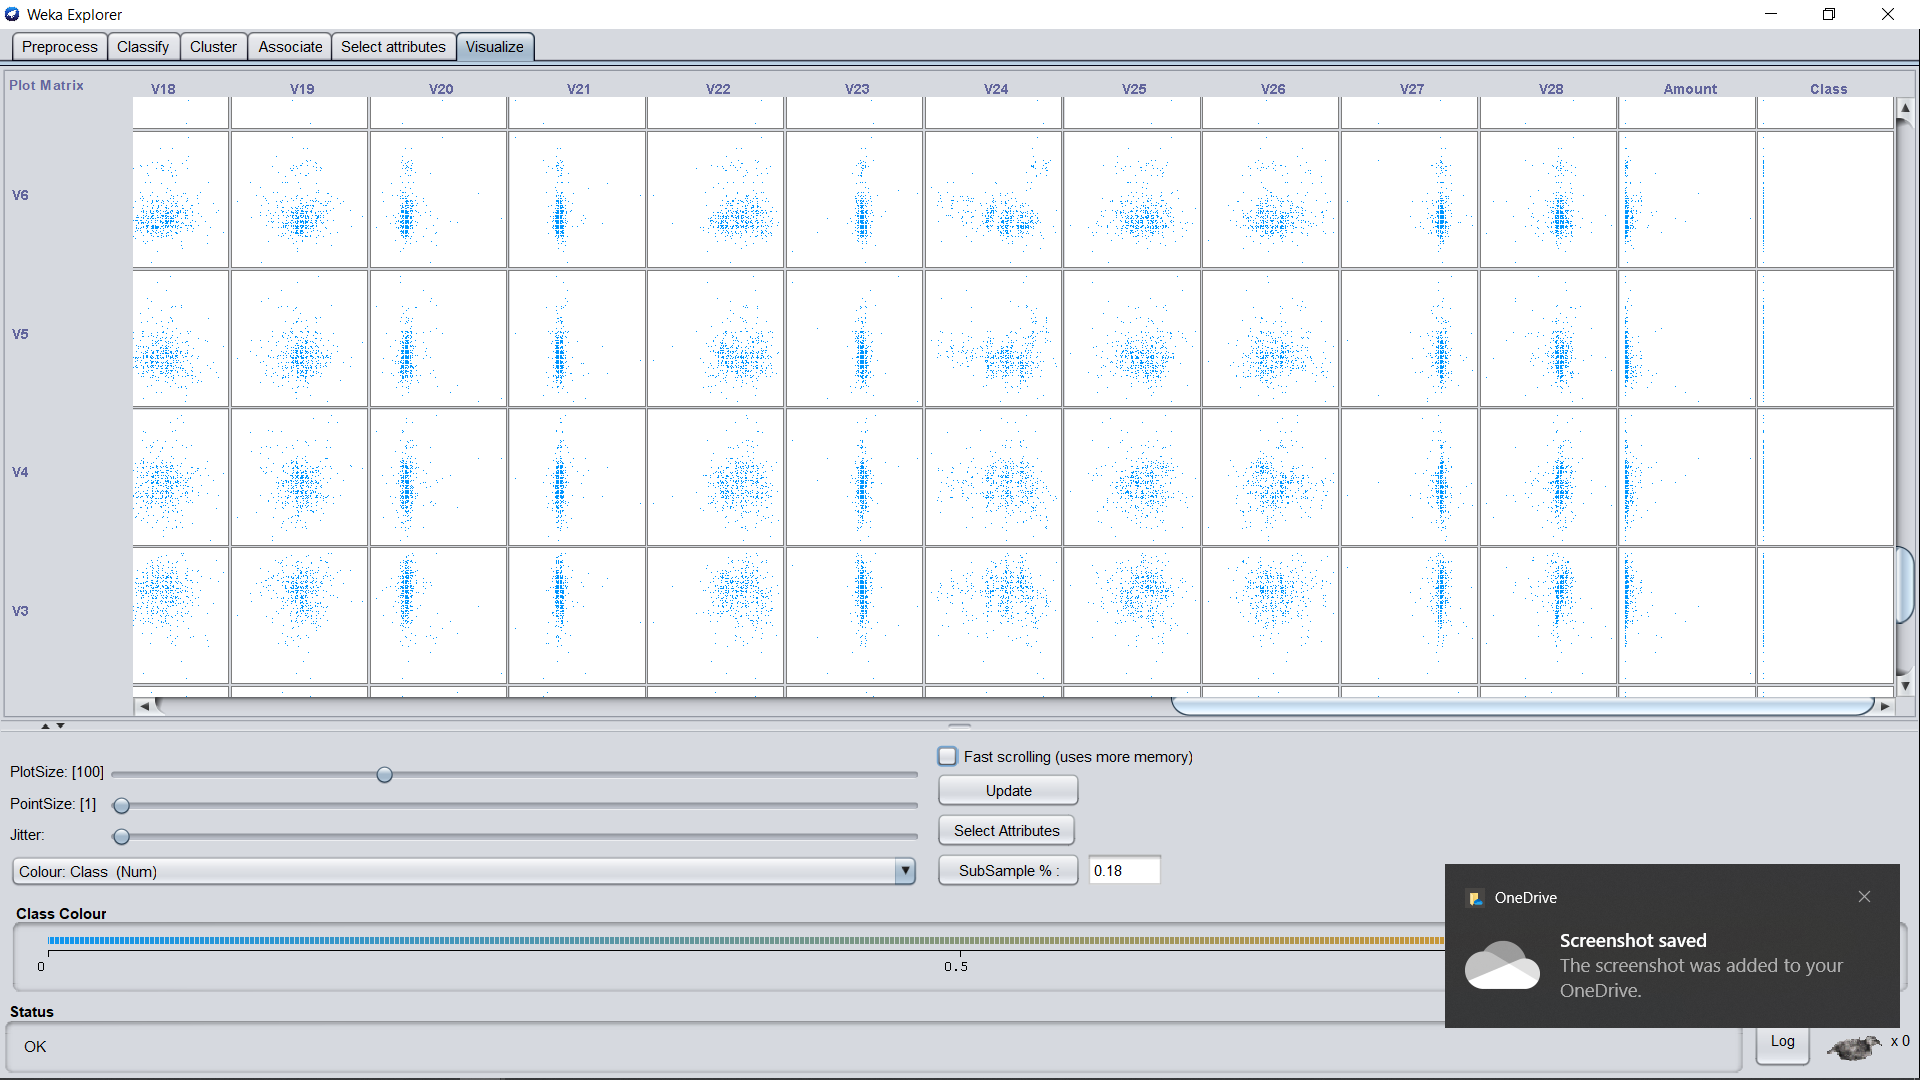 Weka Explorer
Preprocess Classify Cluster Associate Select attributes Visualize
Plot Matrix V18 V19 V20 V21 V22 V23 V24 V25 V26 V27 V28 Amount Class
V6
V5
V4
V3
PlotSize: [100]
PointSize: [1]
Jitter:
Colour: Class (Num)
Fast scrolling (uses more memory)
Update
Select Attributes
SubSample % : 0.18
Class Colour
0 0.5
OneDrive
Screenshot saved
The screenshot was added to your
OneDrive.
Status
OK
Log x 0